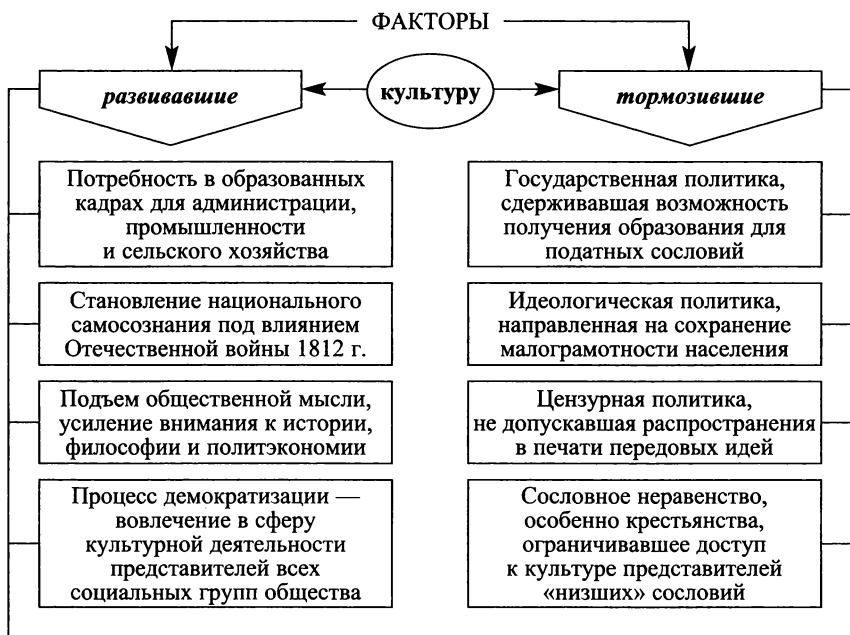 ФАКТОРЫ
развивавшие
культуру
тормозившие
Потребность в образованных
кадрах для администрации,
промышленности
и сельского хозяйства
Становление национального
самосознания под влиянием
Отечественной войны 1812 г.
Подъем общественной мысли,
усиление внимания к истории,
философии и политэкономии
Процесс демократизации —
вовлечение в сферу
культурной деятельности
представителей всех
социальных групп общества
Государственная политика,
сдерживавшая возможность
получения образования для
податных сословий
Идеологическая политика,
направленная на сохранение
малограмотности населения
Цензурная политика,
не допускавшая распространения
в печати передовых идей
Сословное неравенство,
особенно крестьянства,
ограничивавшее доступ
к культуре представителей
«низших» сословий